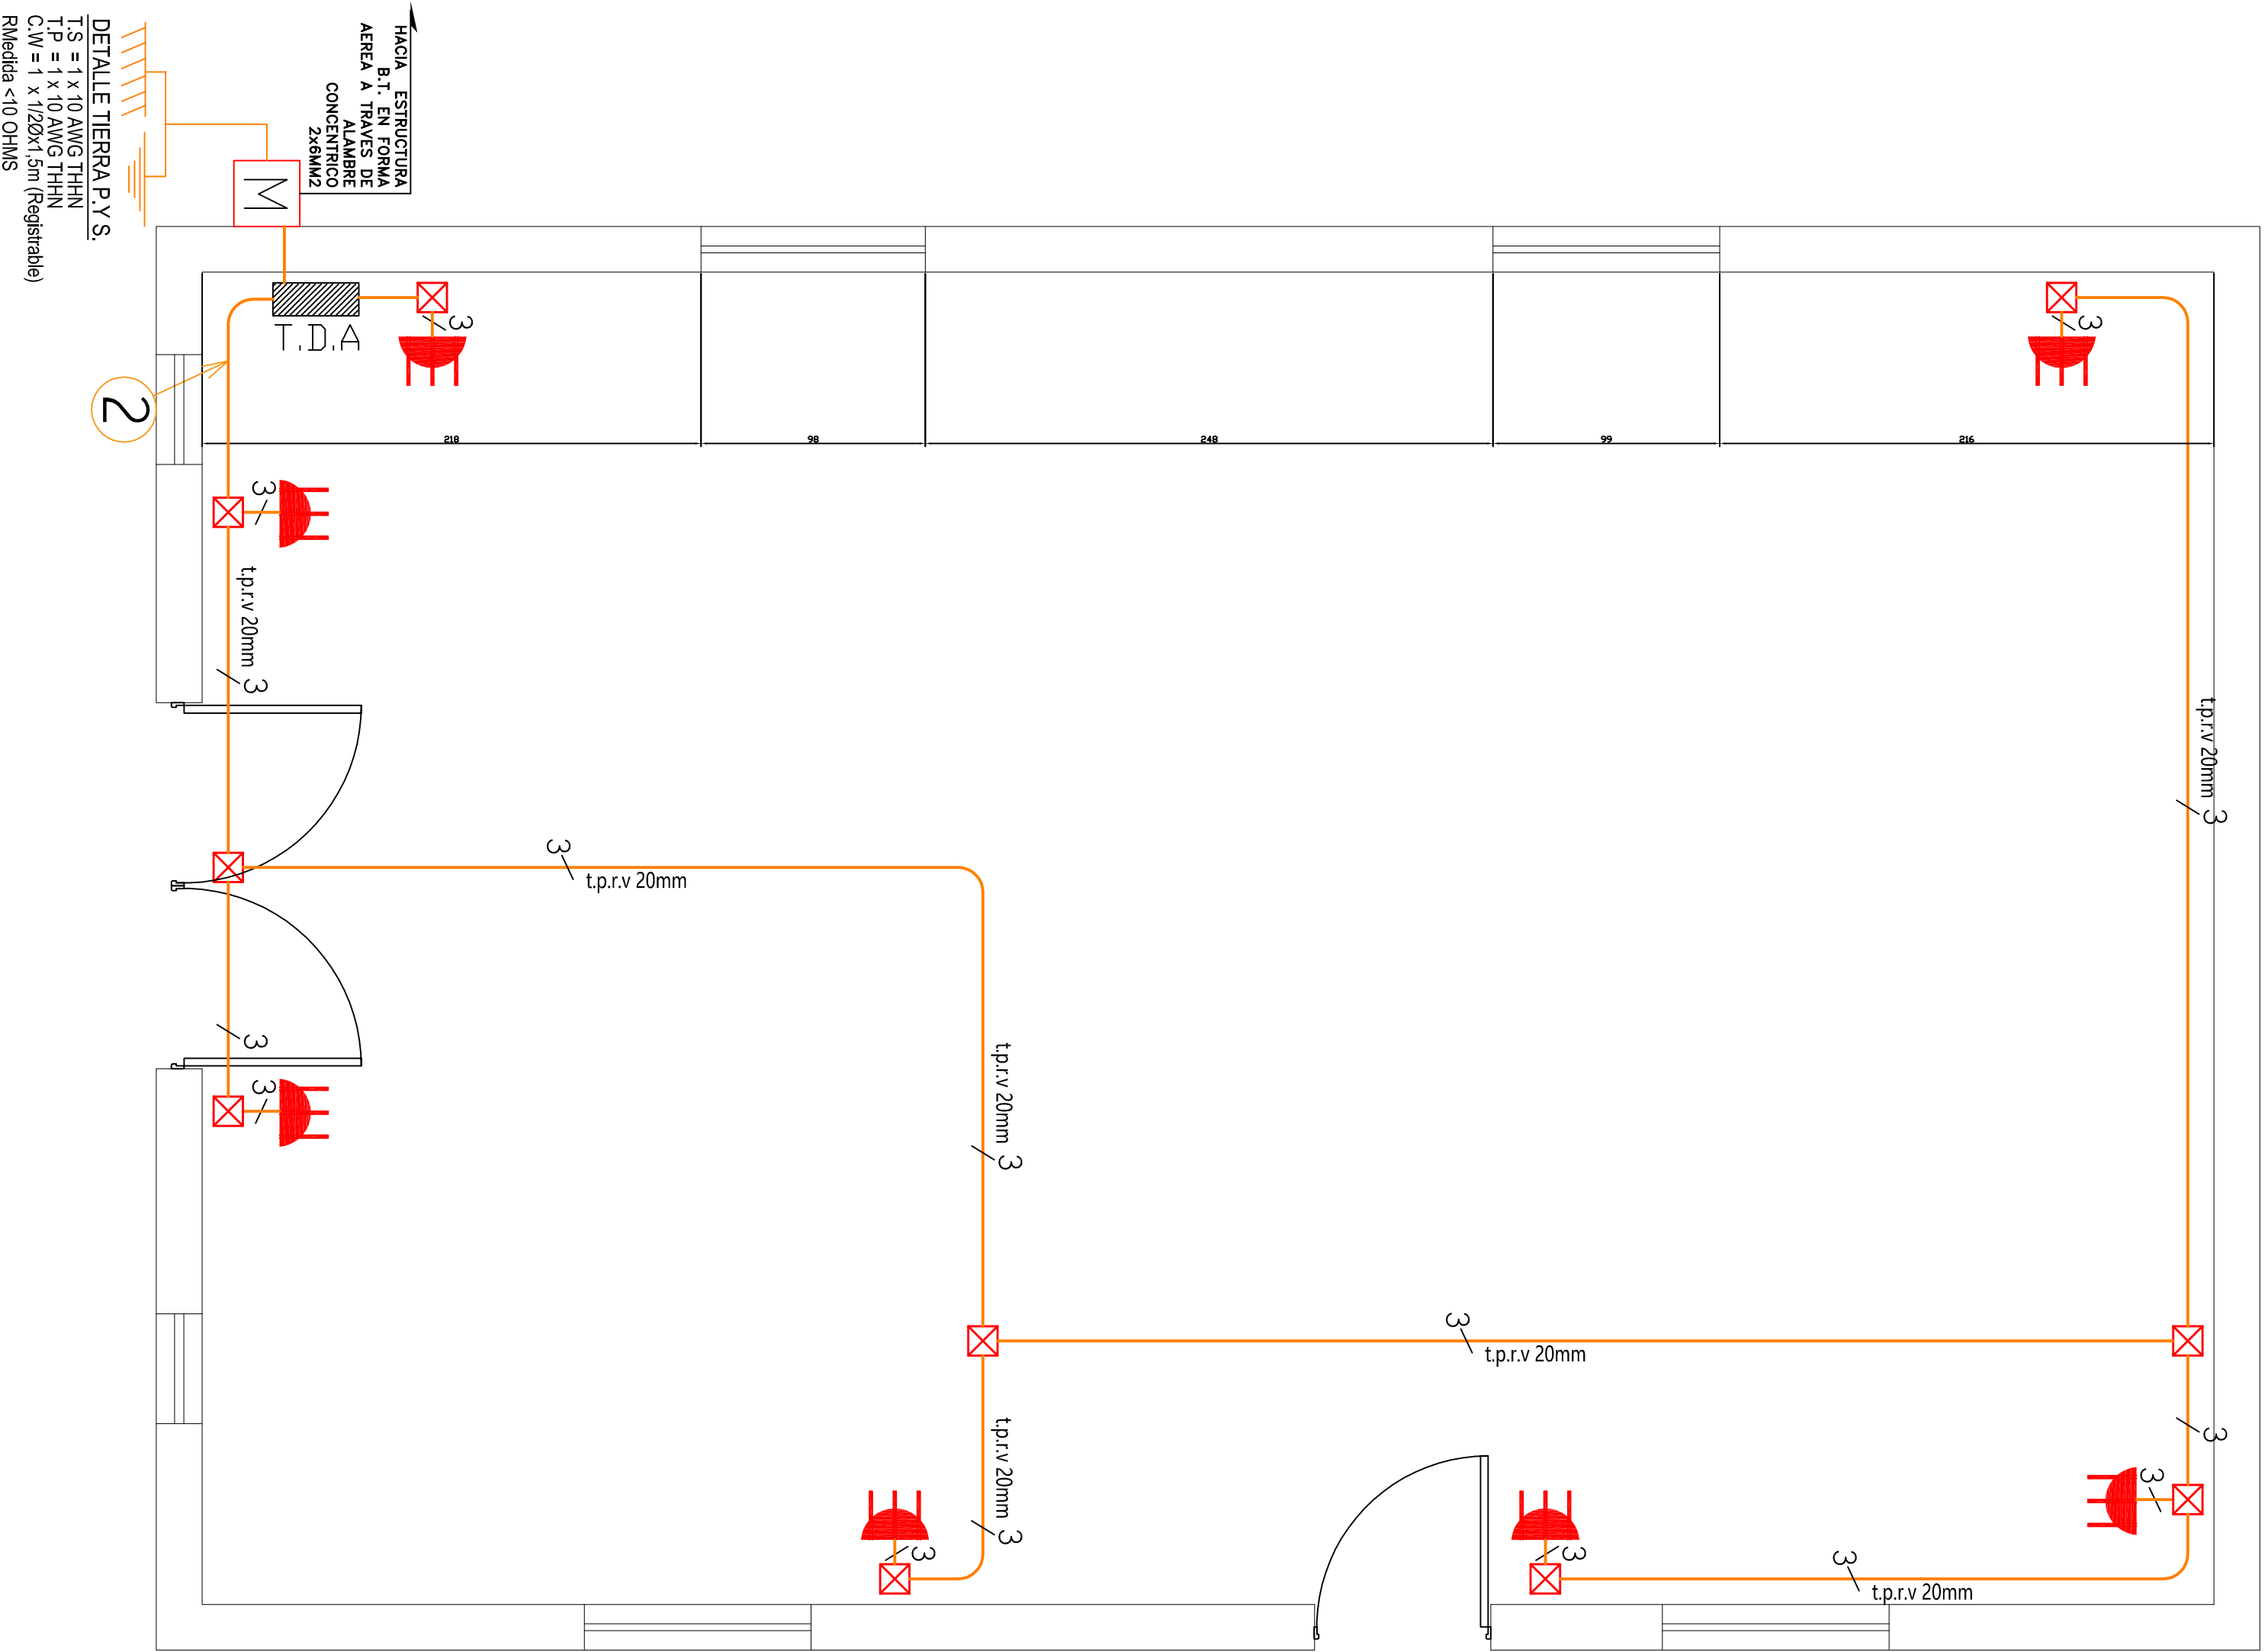 HACIA ESTRUCTURA
B.T. EN FORMA
AEREA A TRAVES DE
ALAMBRE
CONCENTRICO
2x6MM2
DETALLE TIERRA P.Y S.
T.S = 1 x 10 AWG THHN
T.P = 1 x 10 AWG THHN
C.W = 1 x 1/2Øx1,5m (Registrable)
RMedida <10 OHMS
M
T.D.A
2
3
3
218
98
248
99
216
3
t.p.r.v 20mm
3
t.p.r.v 20mm
3
3
t.p.r.v 20mm
3
3
t.p.r.v 20mm
3
3
t.p.r.v 20mm
3
t.p.r.v 20mm
3
3
3
3
3
t.p.r.v 20mm